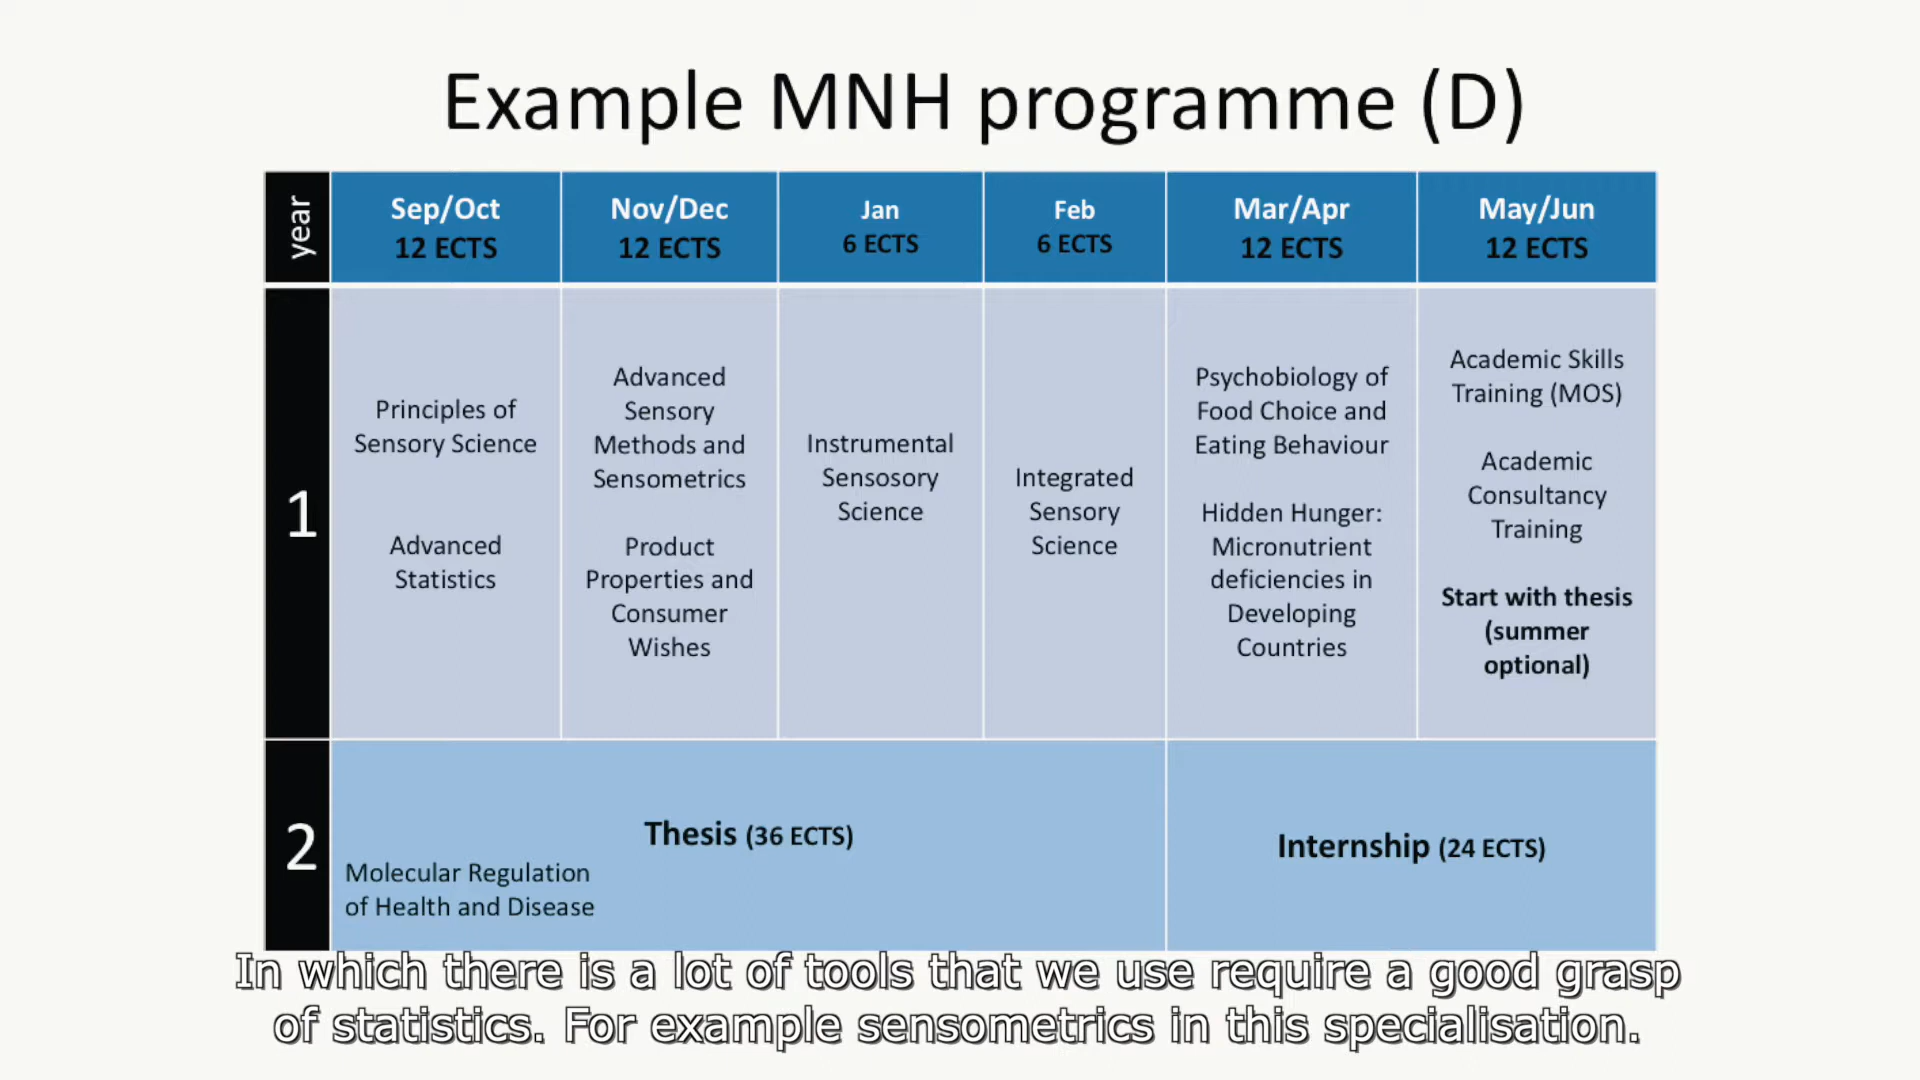 Example MNH programme (D)
year
Sep/Oct
12 ECTS
Nov/Dec
12 ECTS
Jan
6 ECTS
Feb
6 ECTS
Mar/Apr
12 ECTS
May/Jun
12 ECTS
1
Principles of
Sensory Science
Advanced
Statistics
Advanced
Sensory
Methods and
Sensometrics
Product
Properties and
Consumer
Wishes
Instrumental
Sensosory
Science
Integrated
Sensory
Science
Psychobiology of
Food Choice and
Eating Behaviour
Hidden Hunger:
Micronutrient
deficiencies in
Developing
Countries
Academic Skills
Training (MOS)
Academic
Consultancy
Training
Start with thesis
(summer
optional)
2
Thesis (36 ECTS)
Molecular Regulation
of Health and Disease
Internship (24 ECTS)
In which there is a lot of tools that we use require a good grasp
of statistics. For example sensometrics in this specialisation.